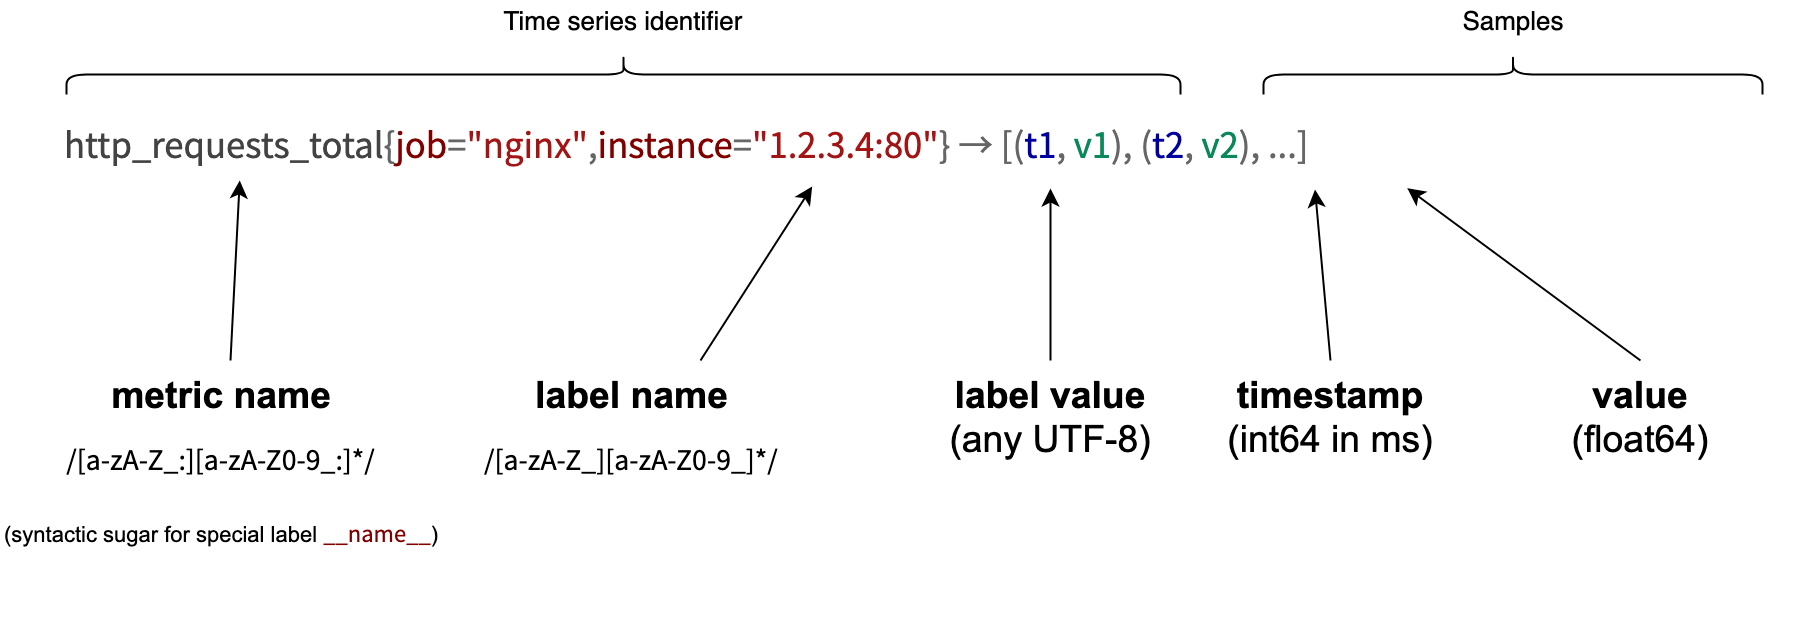 Time series identifier
Samples
http_requests_total{job="nginx",instance="1.2.3.4:80"} → [(t1, v1), (t2, v2), ...]
metric name
label name
label value
timestamp
value
(any UTF-8)
(int64 in ms)
(float64)
/[a-zA-Z_:][a-zA-Z0-9_:]*/
/[a-zA-Z_][a-zA-Z0-9_]*/
(syntactic sugar for special label __name__)